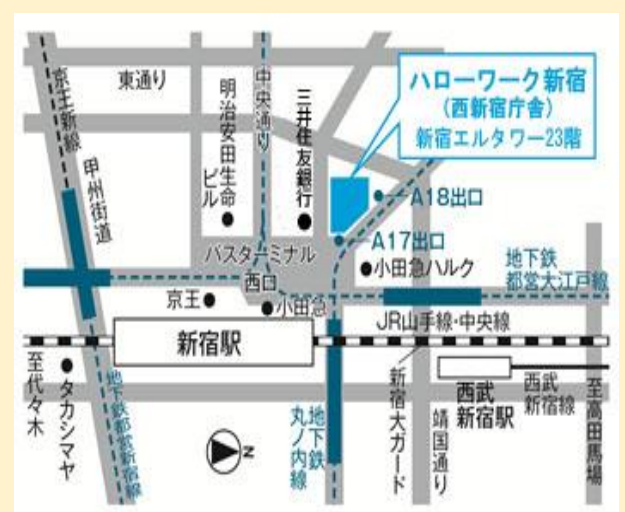 ハローワーク新宿
(西新宿庁舎)
新宿エルタワー23階
東通り
京王新線
甲州街道
明治安田生命
ビル
中央通り
三井住友銀行
A18出口
A17出口
バスターミナル
西口
小田急ハルク
地下鉄
都営大江戸線
京王
小田急
新宿駅
JR山手線・中央線
至代々木
タカシマヤ
地下鉄都営新宿線
N
地下鉄
丸ノ内線
新宿大ガード
靖国通り
西武
新宿駅
西武
新宿線
至高田馬場